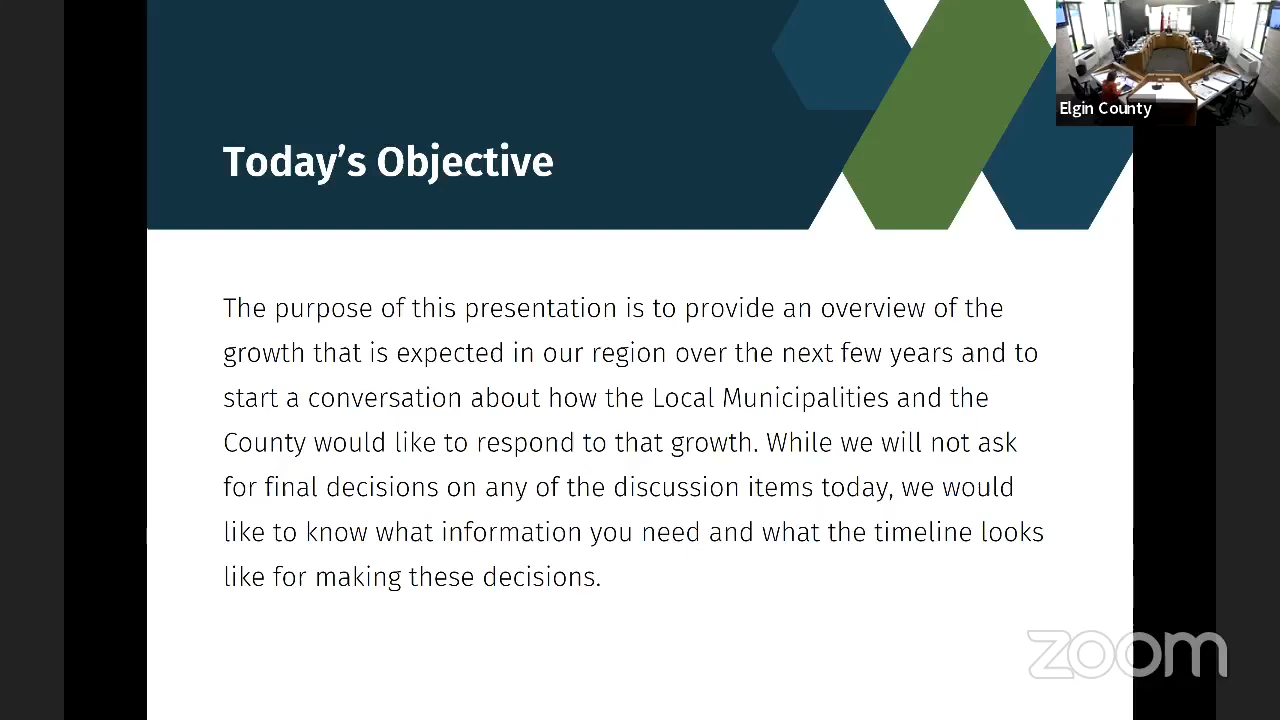 Elgin County
Today's Objective
The purpose of this presentation is to provide an overview of the
growth that is expected in our region over the next few years and to
start a conversation about how the Local Municipalities and the
County would like to respond to that growth. While we will not ask
for final decisions on any of the discussion items today, we would
like to know what information you need and what the timeline looks
like for making these decisions.
zoom